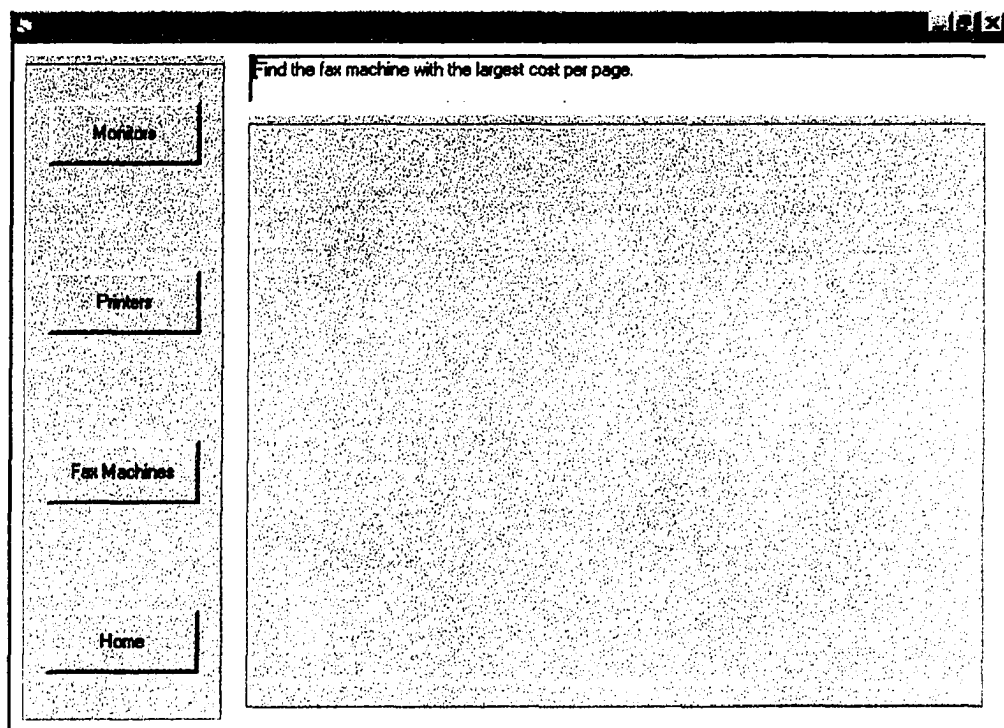 Find the fax machine with the largest cost per page.
Monitors
Printers
Fax Machines
Home